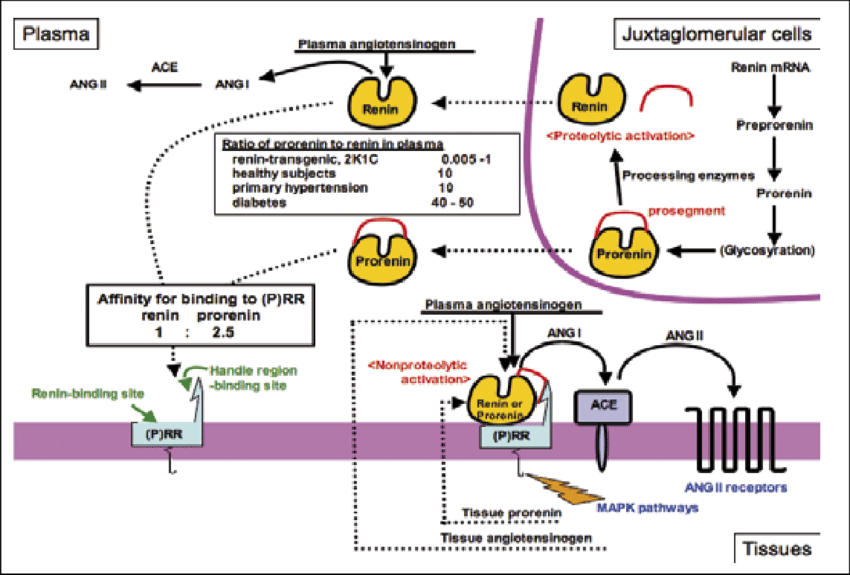 Plasma
Juxtaglomerular cells
Plasma angiotensinogen
ANG II
ACE
ANG I
Renin
Renin
Renin mRNA
<Proteolytic activation>
Preprorenin
Ratio of prorenin to renin in plasma
renin-transgenic, 2K1C 0.005 -1
healthy subjects 10
primary hypertension 10
diabetes 40 - 50
Processing enzymes
Prorenin
prosegment
Prorenin
Prorenin
(Glycosyration)
Affinity for binding to (P)RR
renin prorenin
1 : 2.5
Plasma angiotensinogen
ANG I
ANG II
<Nonproteolytic
activation>
Handle region
-binding site
Renin-binding site
Renin or
Prorenin
ACE
(P)RR
(P)RR
ANG II receptors
MAPK pathways
Tissue prorenin
Tissue angiotensinogen
Tissues